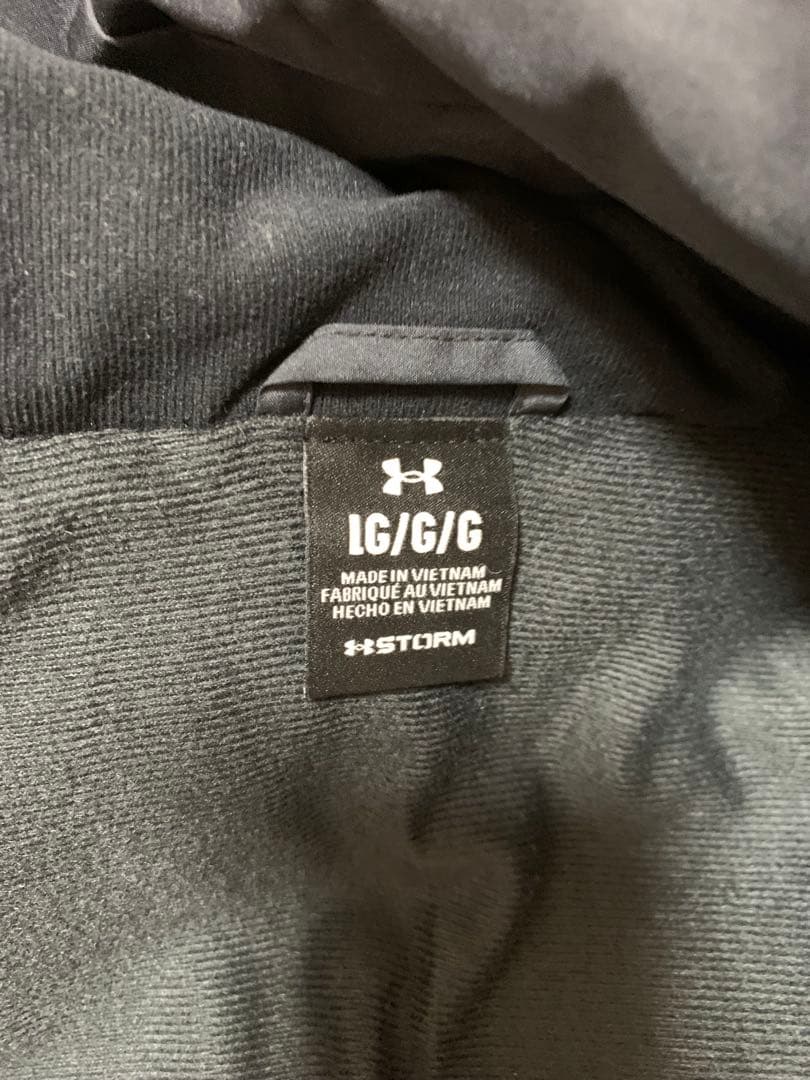 LG/G/G
MADE IN VIETNAM
FABRIQUÉ AU VIETNAM
HECHO EN VIETNAM
STORM